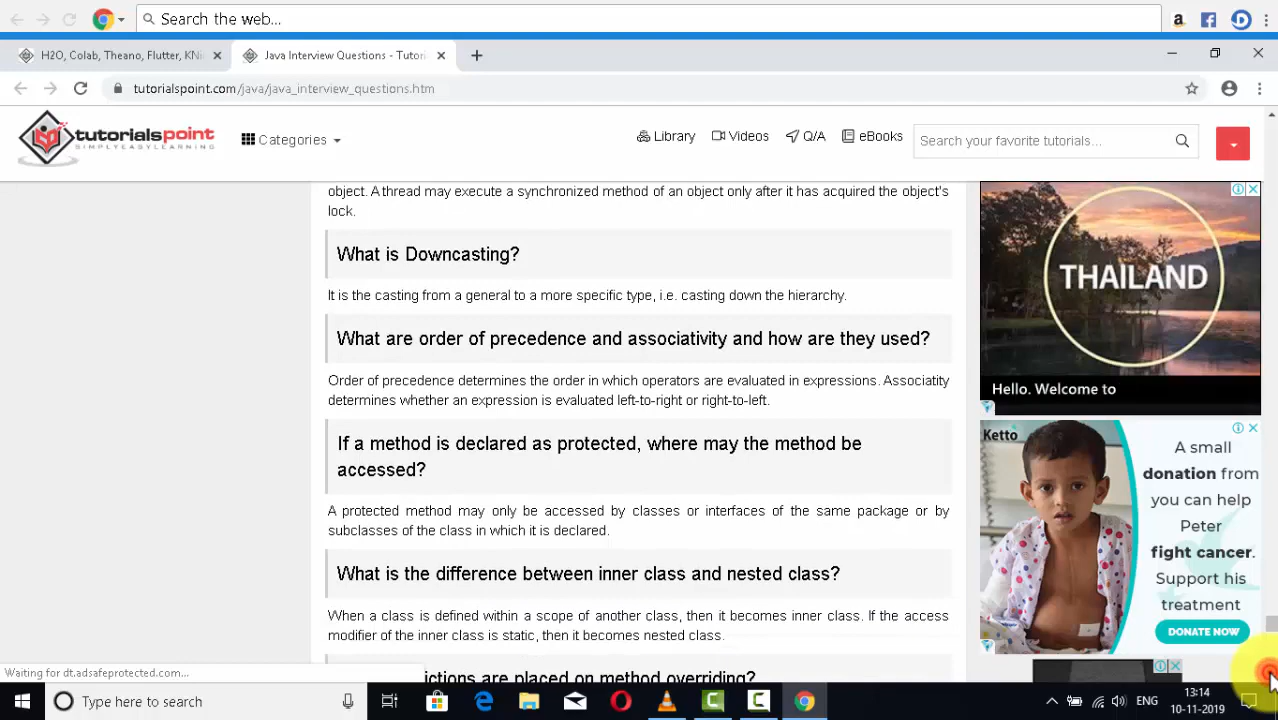 Search the web...
H2O, Colab, Theano, Flutter, KNi
Java Interview Questions - Tutori
tutorialspoint.com/java/java_interview_questions.htm
tutorialspoint
SIMPLYEASYLEARNING
Categories
Library
Videos
Q/A
eBooks
Search your favorite tutorials...
object. A thread may execute a synchronized method of an object only after it has acquired the object's
lock.
What is Downcasting?
It is the casting from a general to a more specific type, i.e. casting down the hierarchy.
What are order of precedence and associativity and how are they used?
Order of precedence determines the order in which operators are evaluated in expressions. Associatity
determines whether an expression is evaluated left-to-right or right-to-left.
If a method is declared as protected, where may the method be
accessed?
A protected method may only be accessed by classes or interfaces of the same package or by
subclasses of the class in which it is declared.
What is the difference between inner class and nested class?
When a class is defined within a scope of another class, then it becomes inner class. If the access
modifier of the inner class is static, then it becomes nested class.
ictions are placed on method overriding?
THAILAND
Hello. Welcome to
Ketto
A small
donation from
you can help
Peter
fight cancer.
Support his
treatment
DONATE NOW
Waiting for dt.adsafeprotected.com...
Type here to search
ENG
13:14
10-11-2019